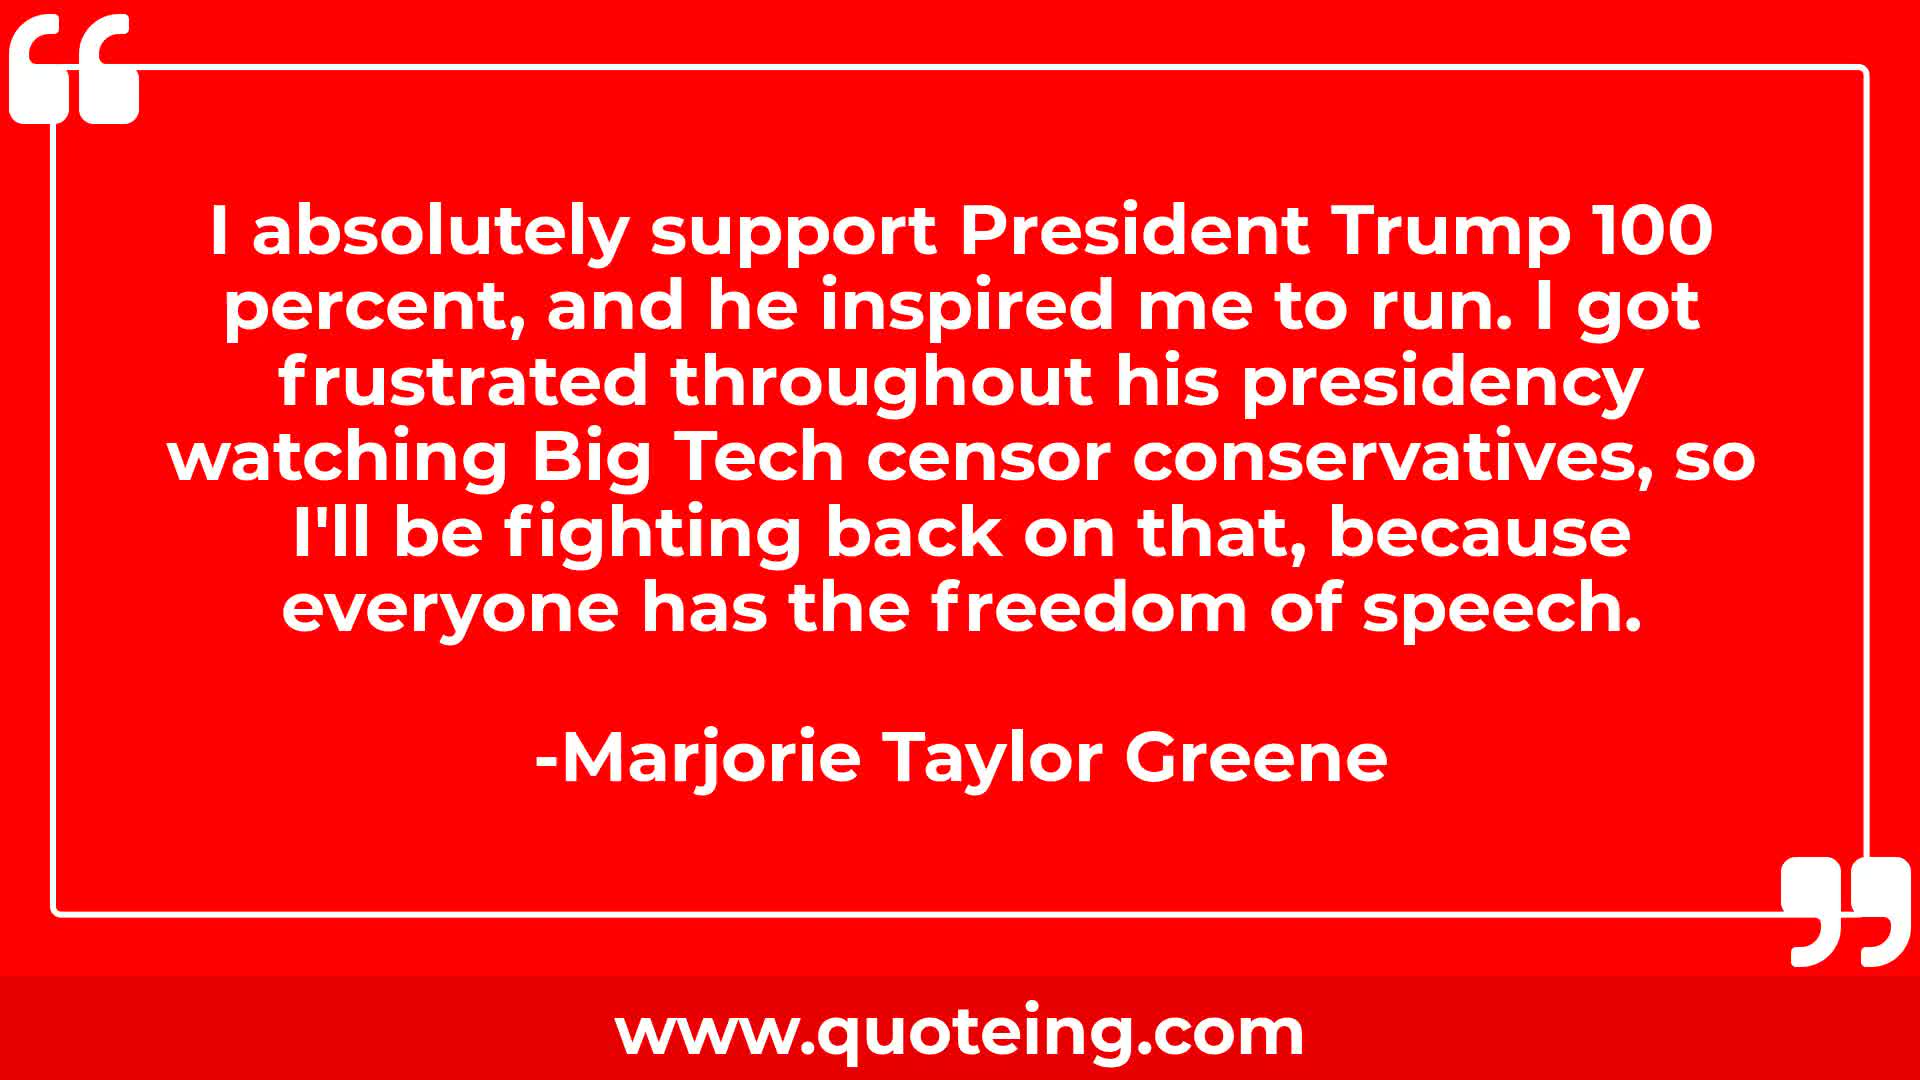 I absolutely support President Trump 100
percent, and he inspired me to run. I got
frustrated throughout his presidency
watching Big Tech censor conservatives, so
I'll be fighting back on that, because
everyone has the freedom of speech.
-Marjorie Taylor Greene
www.quoteing.com